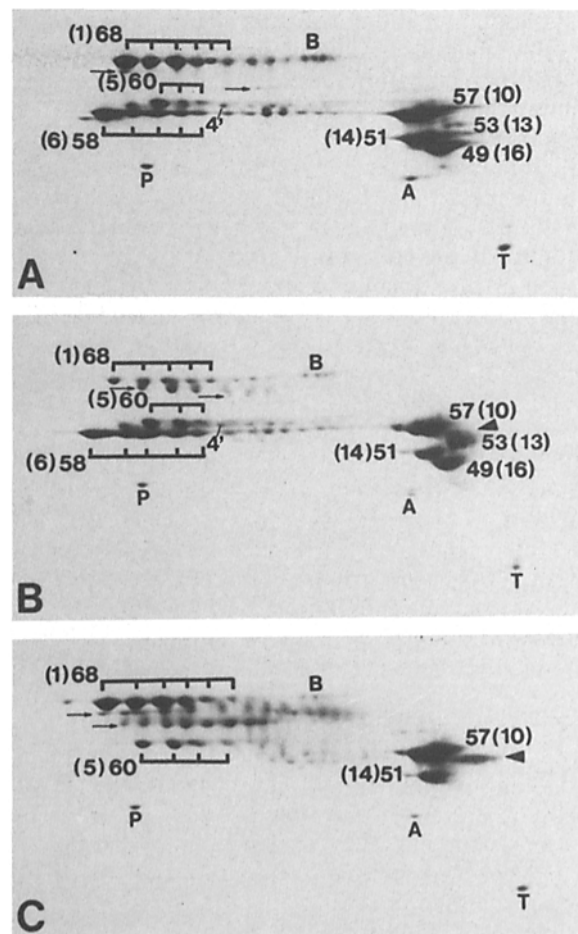 (1)68
B
(5)60
57(10)
53(13)
4'
(14)51
(6)58
49(16)
P
A
T
A
(1)68
B
(5)60
57(10)
53(13)
4'
(14)51
(6)58
49(16)
P
A
T
B
(1)68
B
57(10)
(14)51
(5)60
P
A
T
C